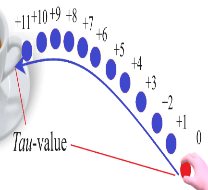 −11 +10 +9 +8 +7 +6 +5 +4 +3 −2 +1 0
Tau-value